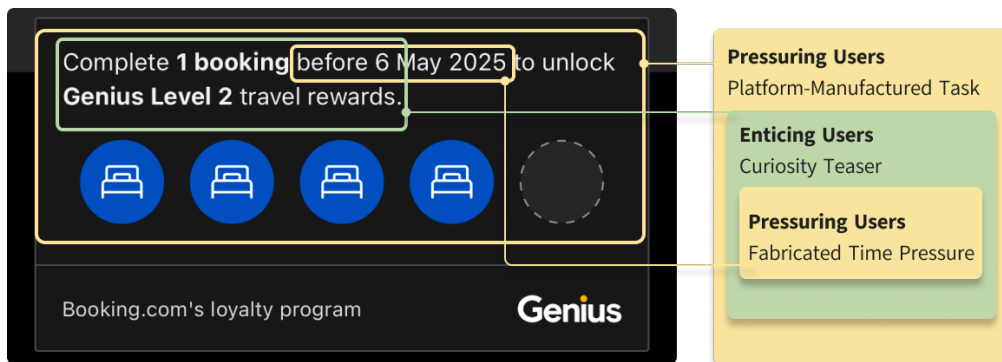 Complete 1 booking before 6 May 2025 to unlock
Genius Level 2 travel rewards.
Booking.com's loyalty program
Genius
Pressuring Users
Platform-Manufactured Task
Enticing Users
Curiosity Teaser
Pressuring Users
Fabricated Time Pressure